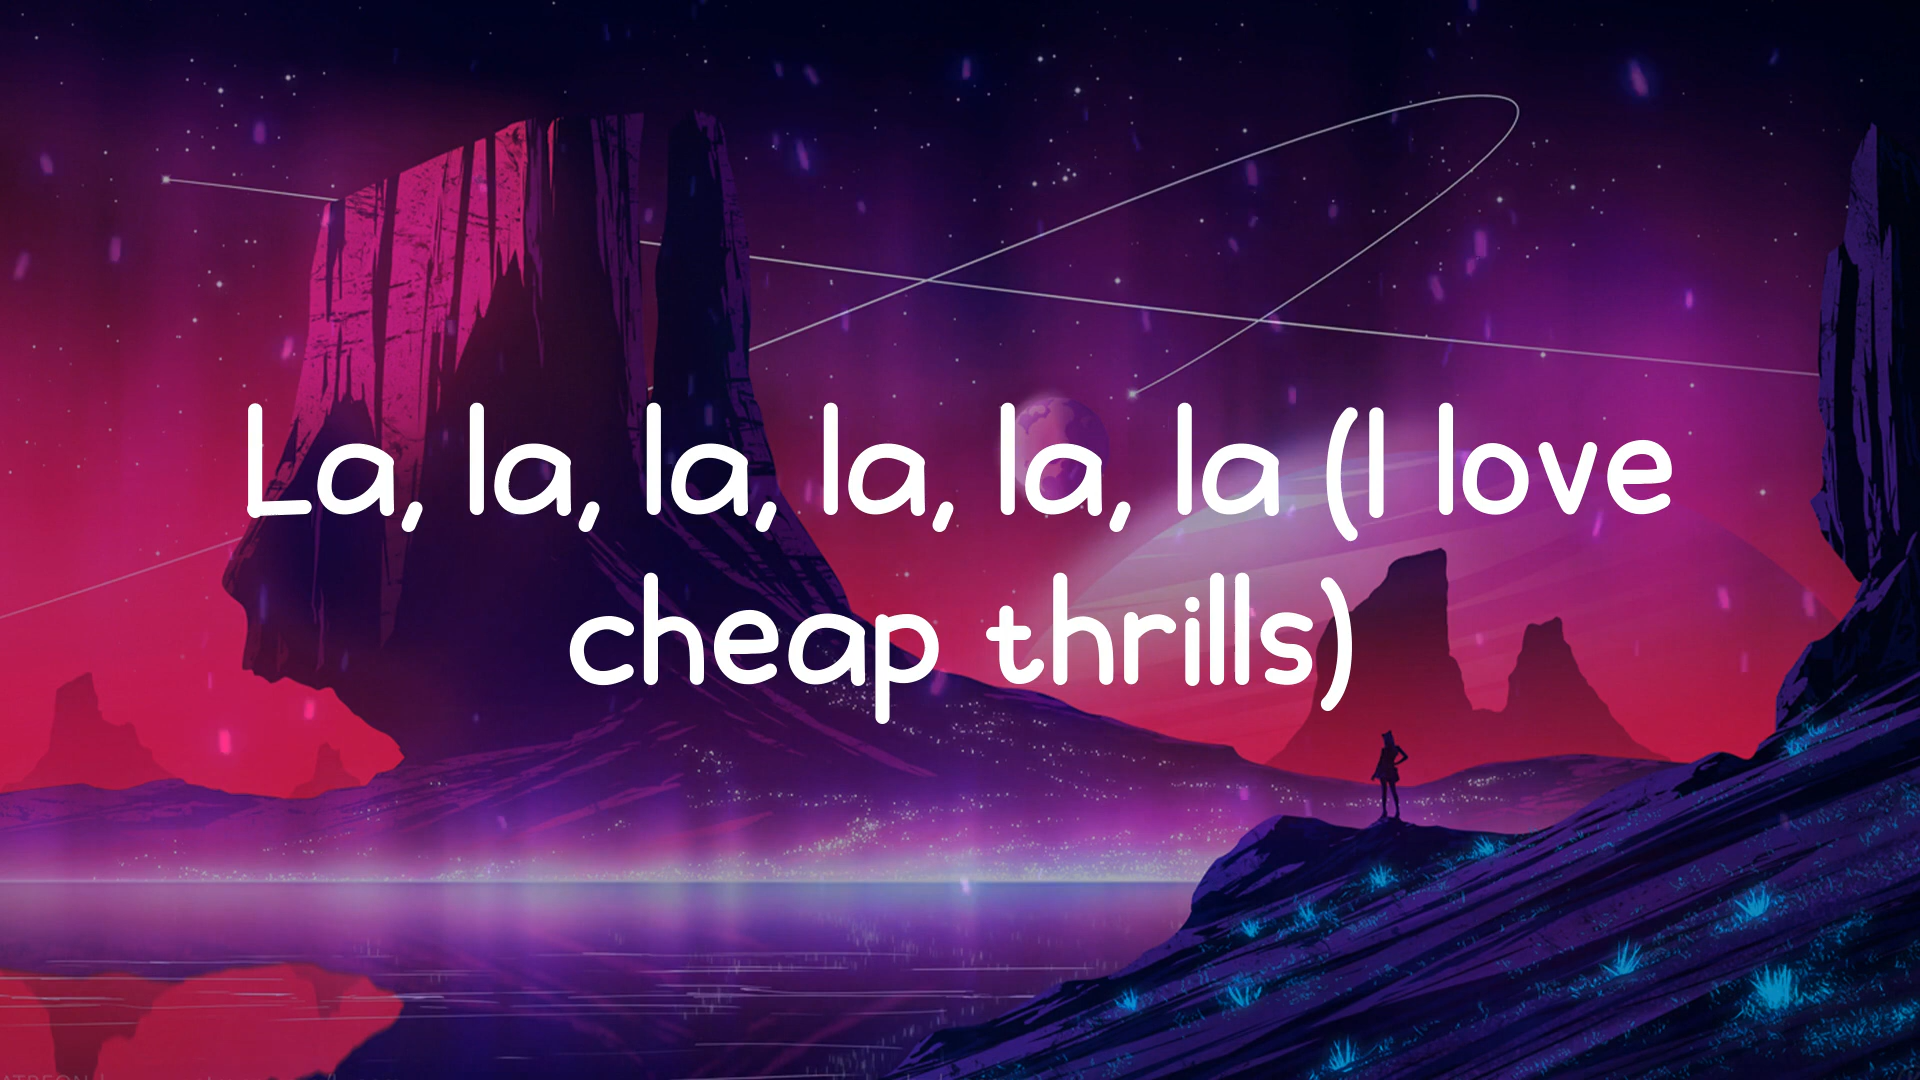 La, la, la, la, la, la (I love
cheap thrills)